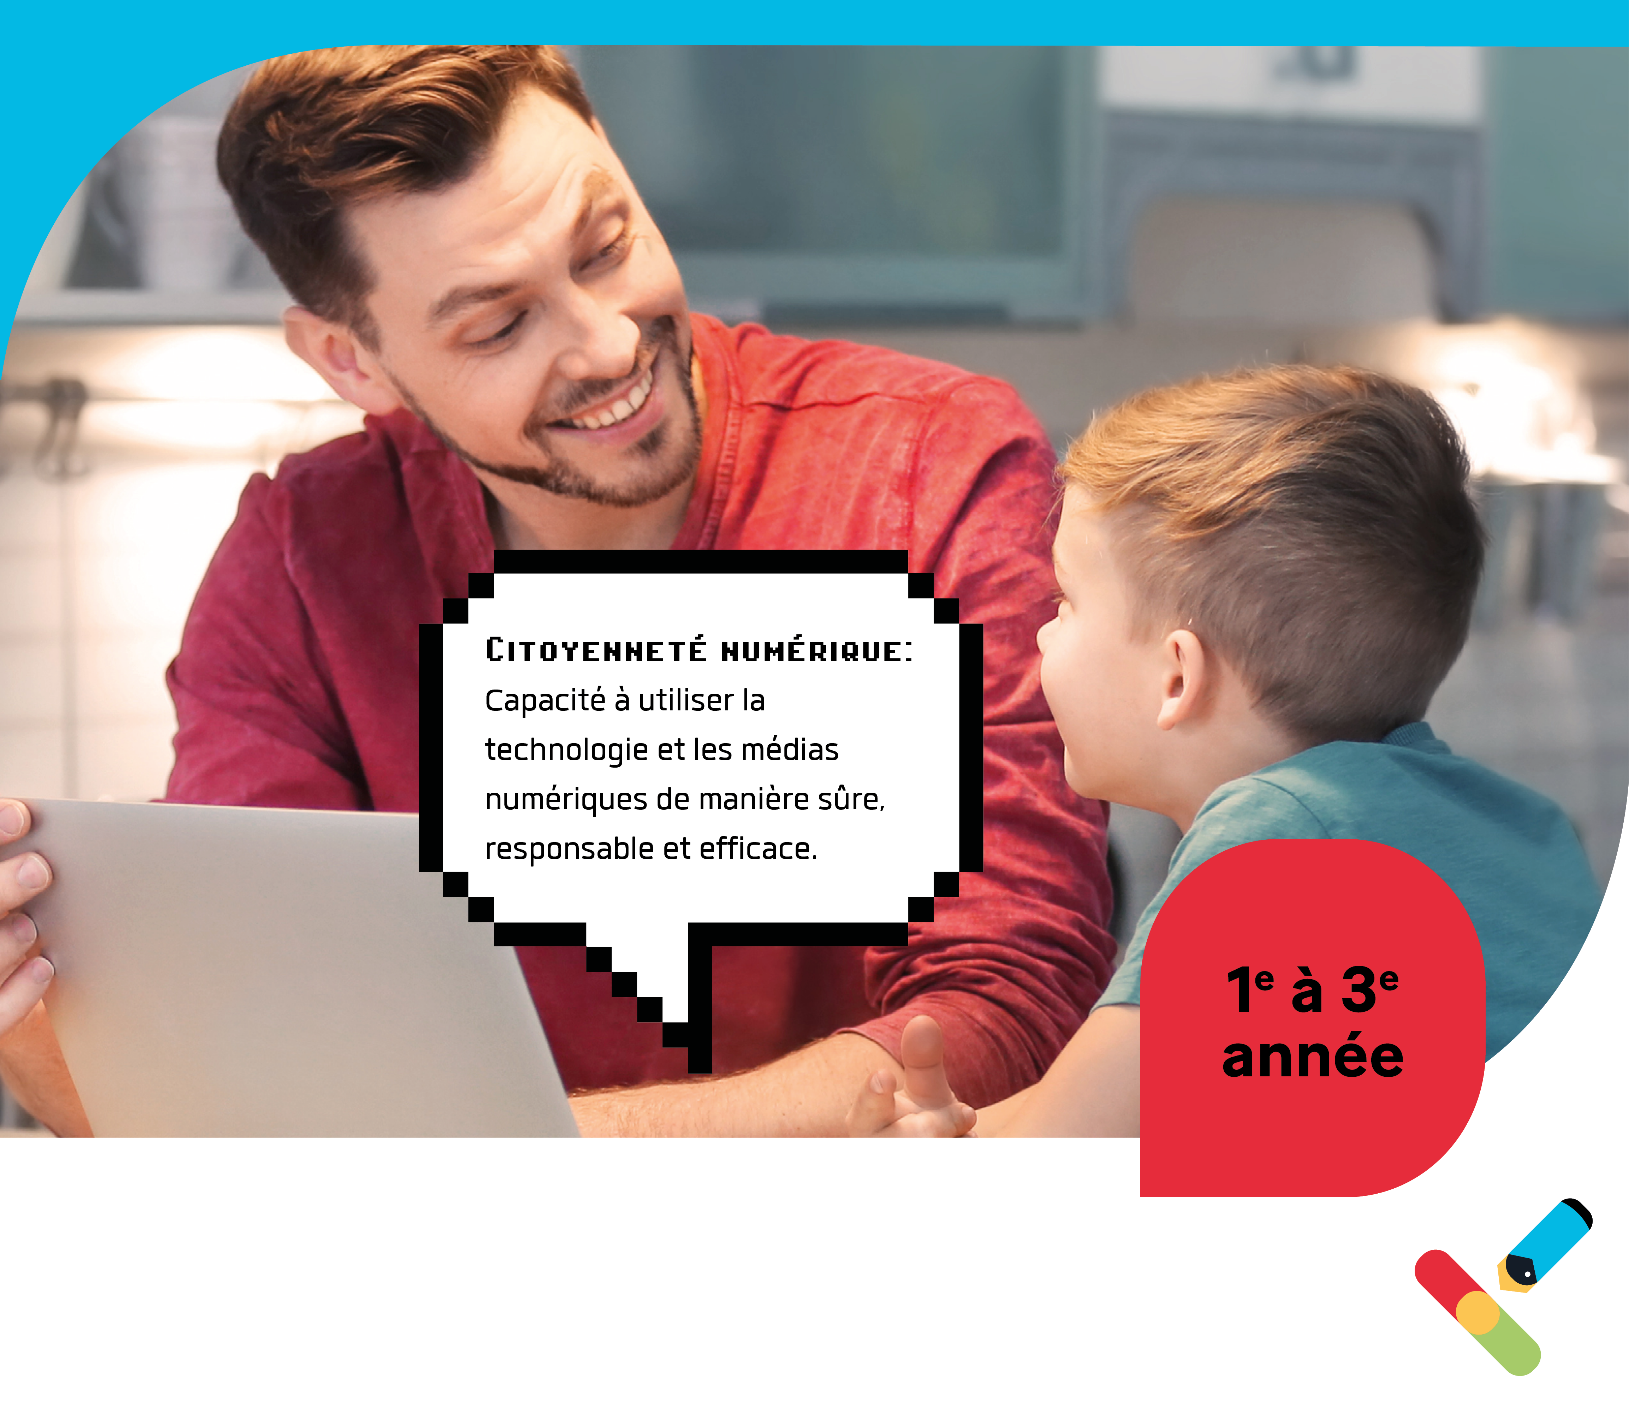 Citoyenneté numérique:
Capacité à utiliser la
technologie et les médias
numériques de manière sûre,
responsable et efficace.
1e à 3e
année